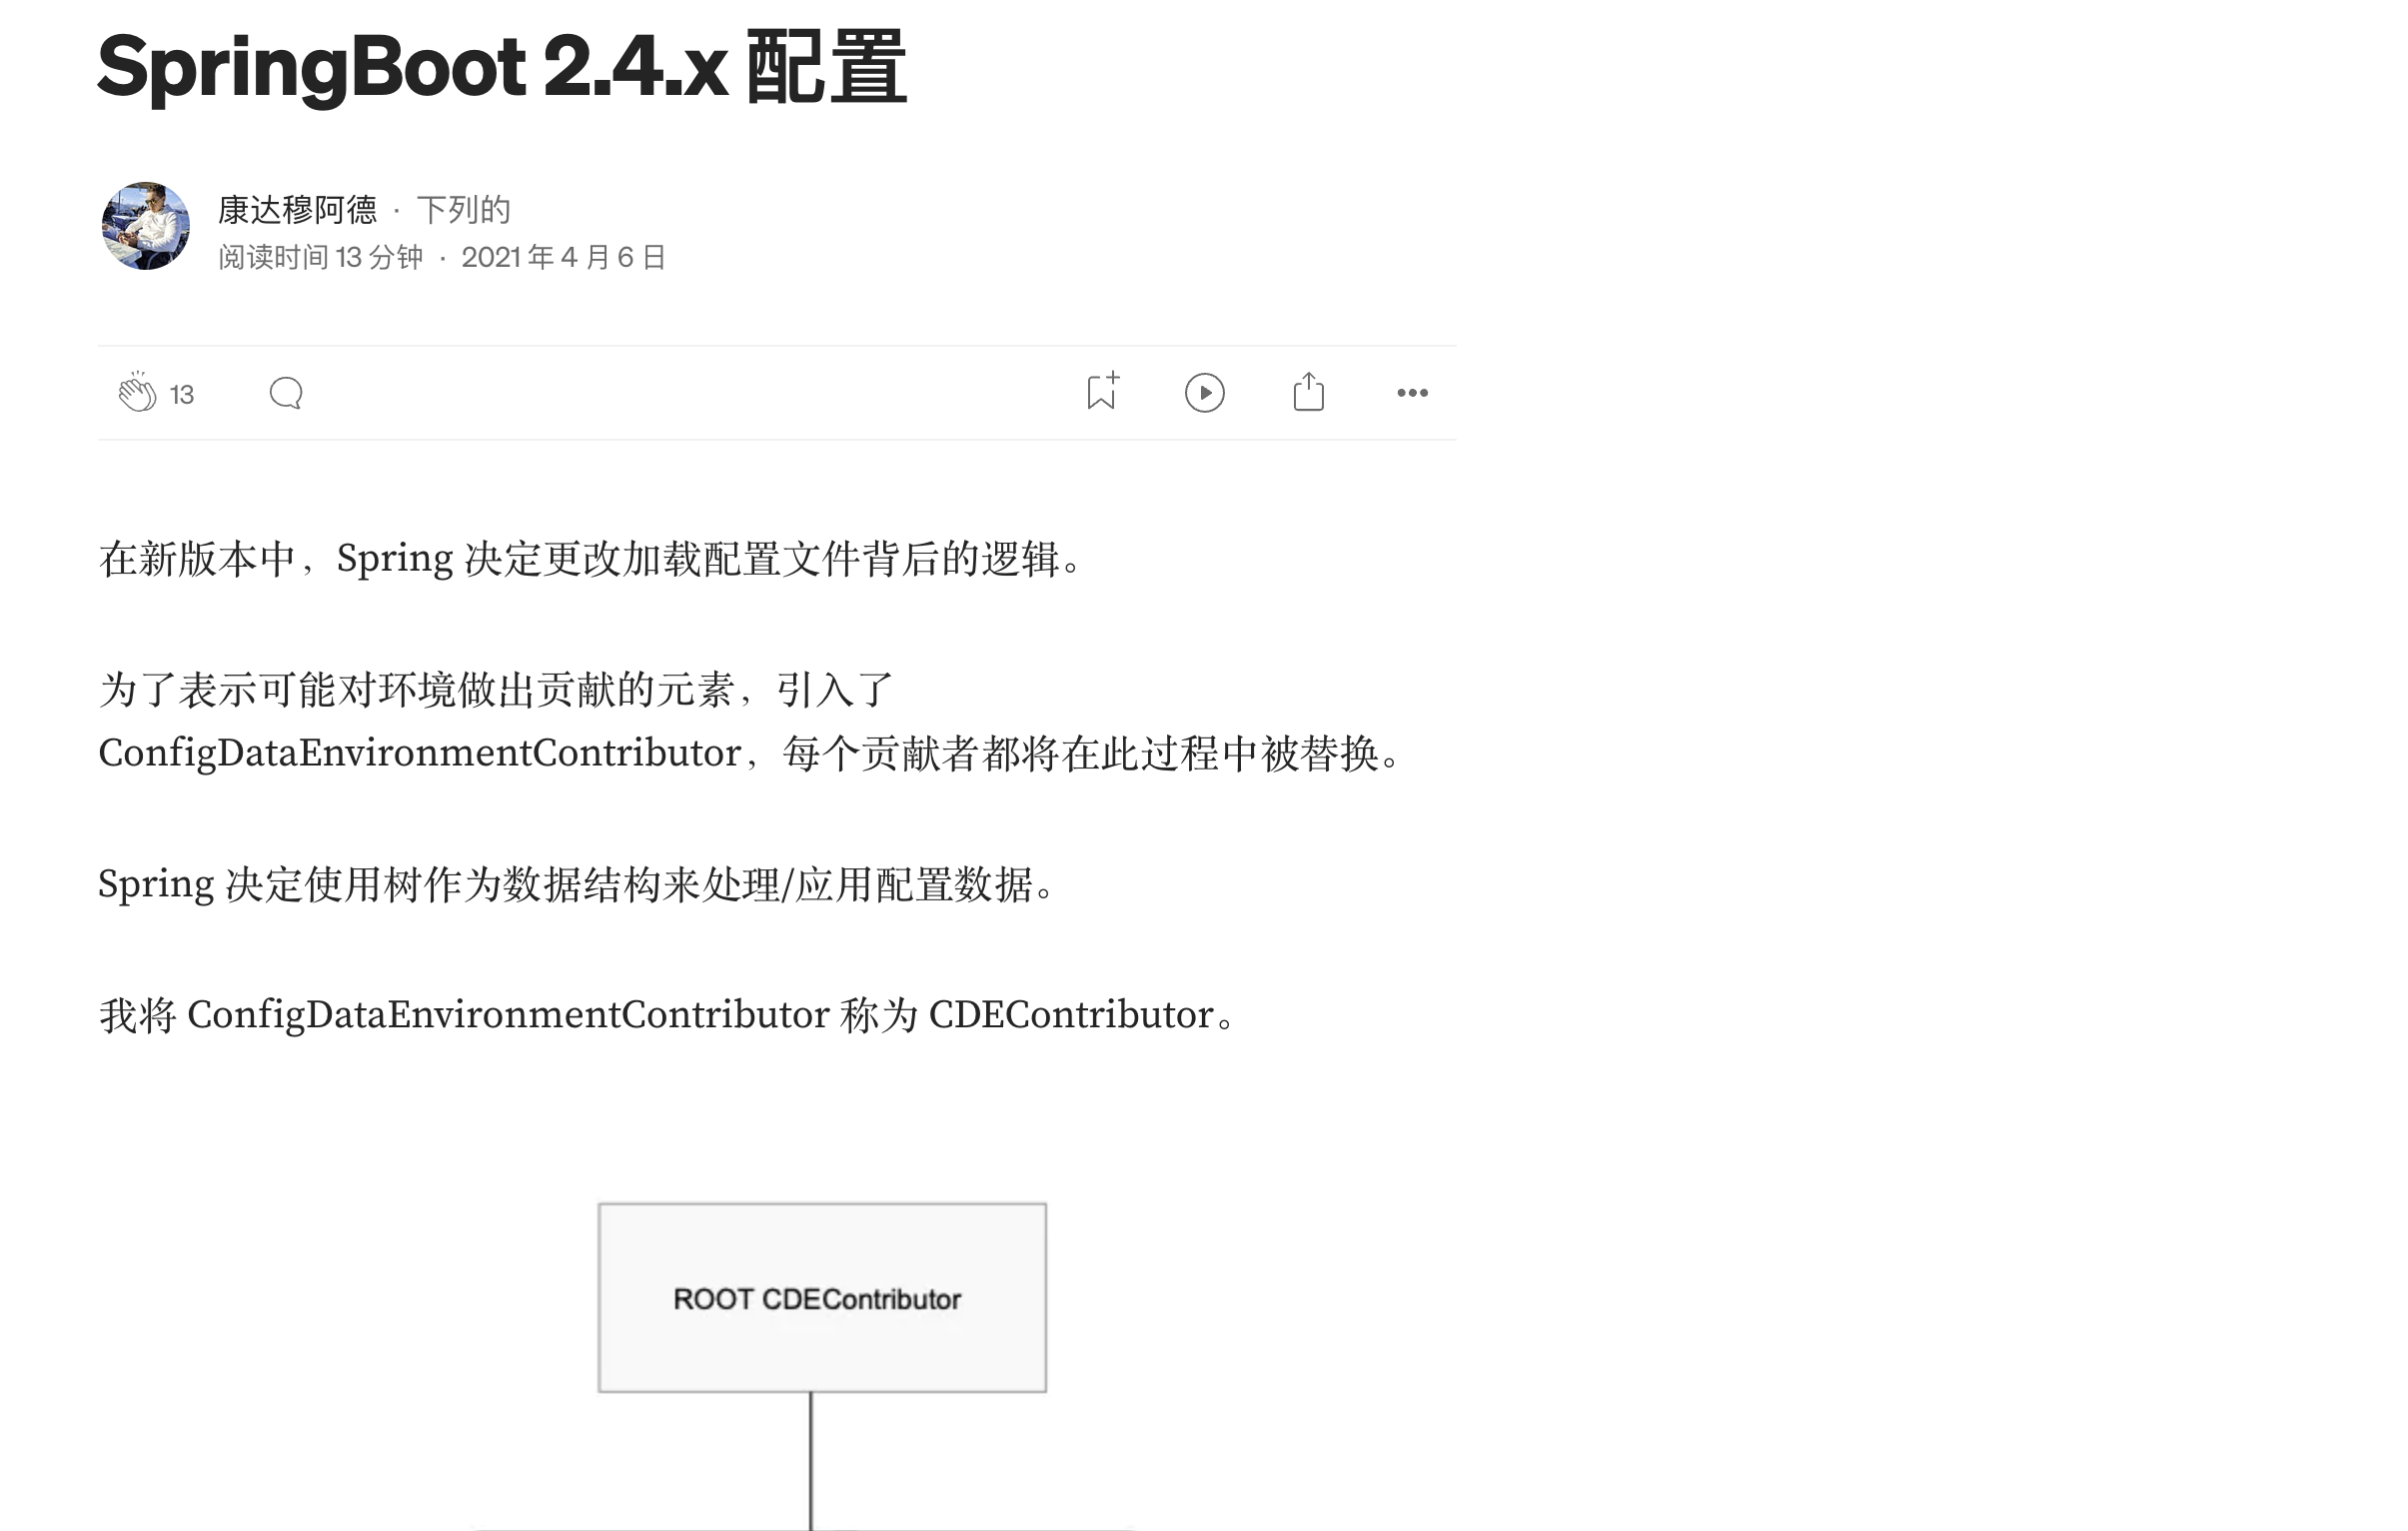 SpringBoot 2.4.x 配置
康达穆阿德 · 下列的
阅读时间 13 分钟 · 2021 年 4 月 6 日
13
在新版本中，Spring 决定更改加载配置文件背后的逻辑。
为了表示可能对环境做出贡献的元素，引入了
ConfigDataEnvironmentContributor，每个贡献者都将在此过程中被替换。
Spring 决定使用树作为数据结构来处理/应用配置数据。
我将 ConfigDataEnvironmentContributor 称为 CDEContributor。
ROOT CDEContributor